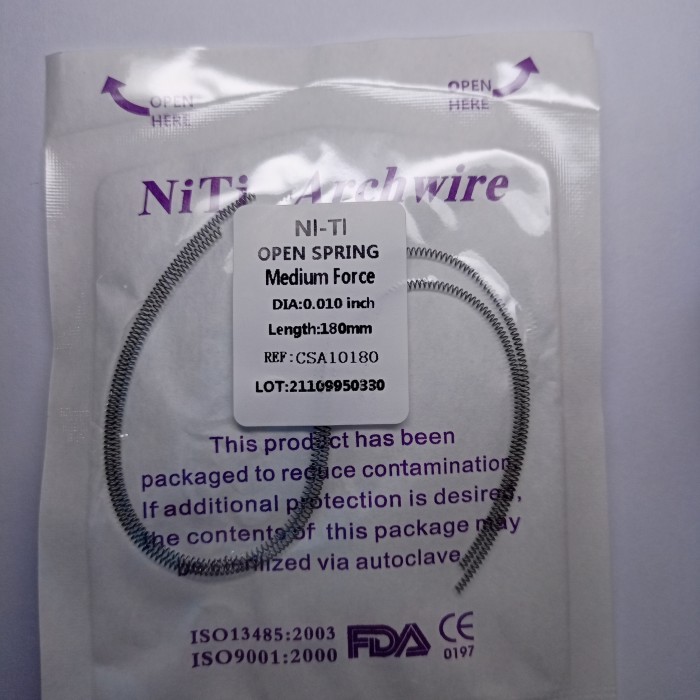 OPEN
HERE
OPEN
HERE
NiTi Archwire
NI-TI
OPEN SPRING
Medium Force
DIA:0.010 inch
Length:180mm
REF:CSA10180
LOT:21109950330
This product has been
packaged to reduce contamination
If additional protection is desired,
the contents of this package may
be sterilized via autoclave
ISO13485:2003
ISO9001:2000
FDA
CE
0197